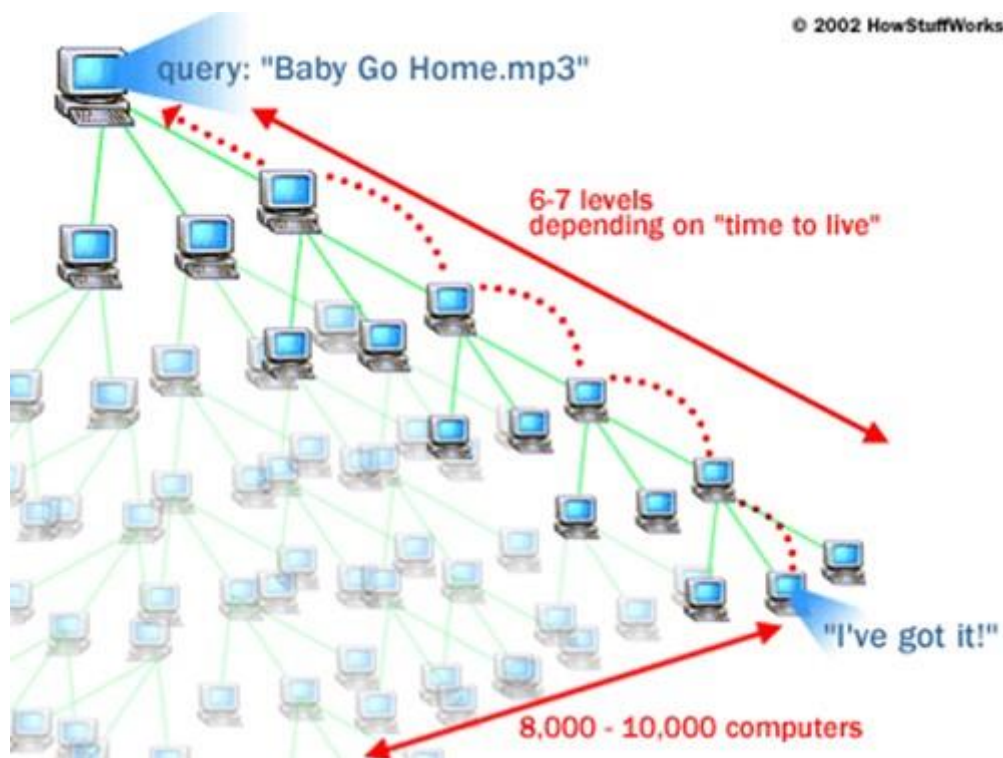 © 2002 HowStuffWorks
query: "Baby Go Home.mp3"
6-7 levels
depending on "time to live"
"I've got it!"
8,000 - 10,000 computers